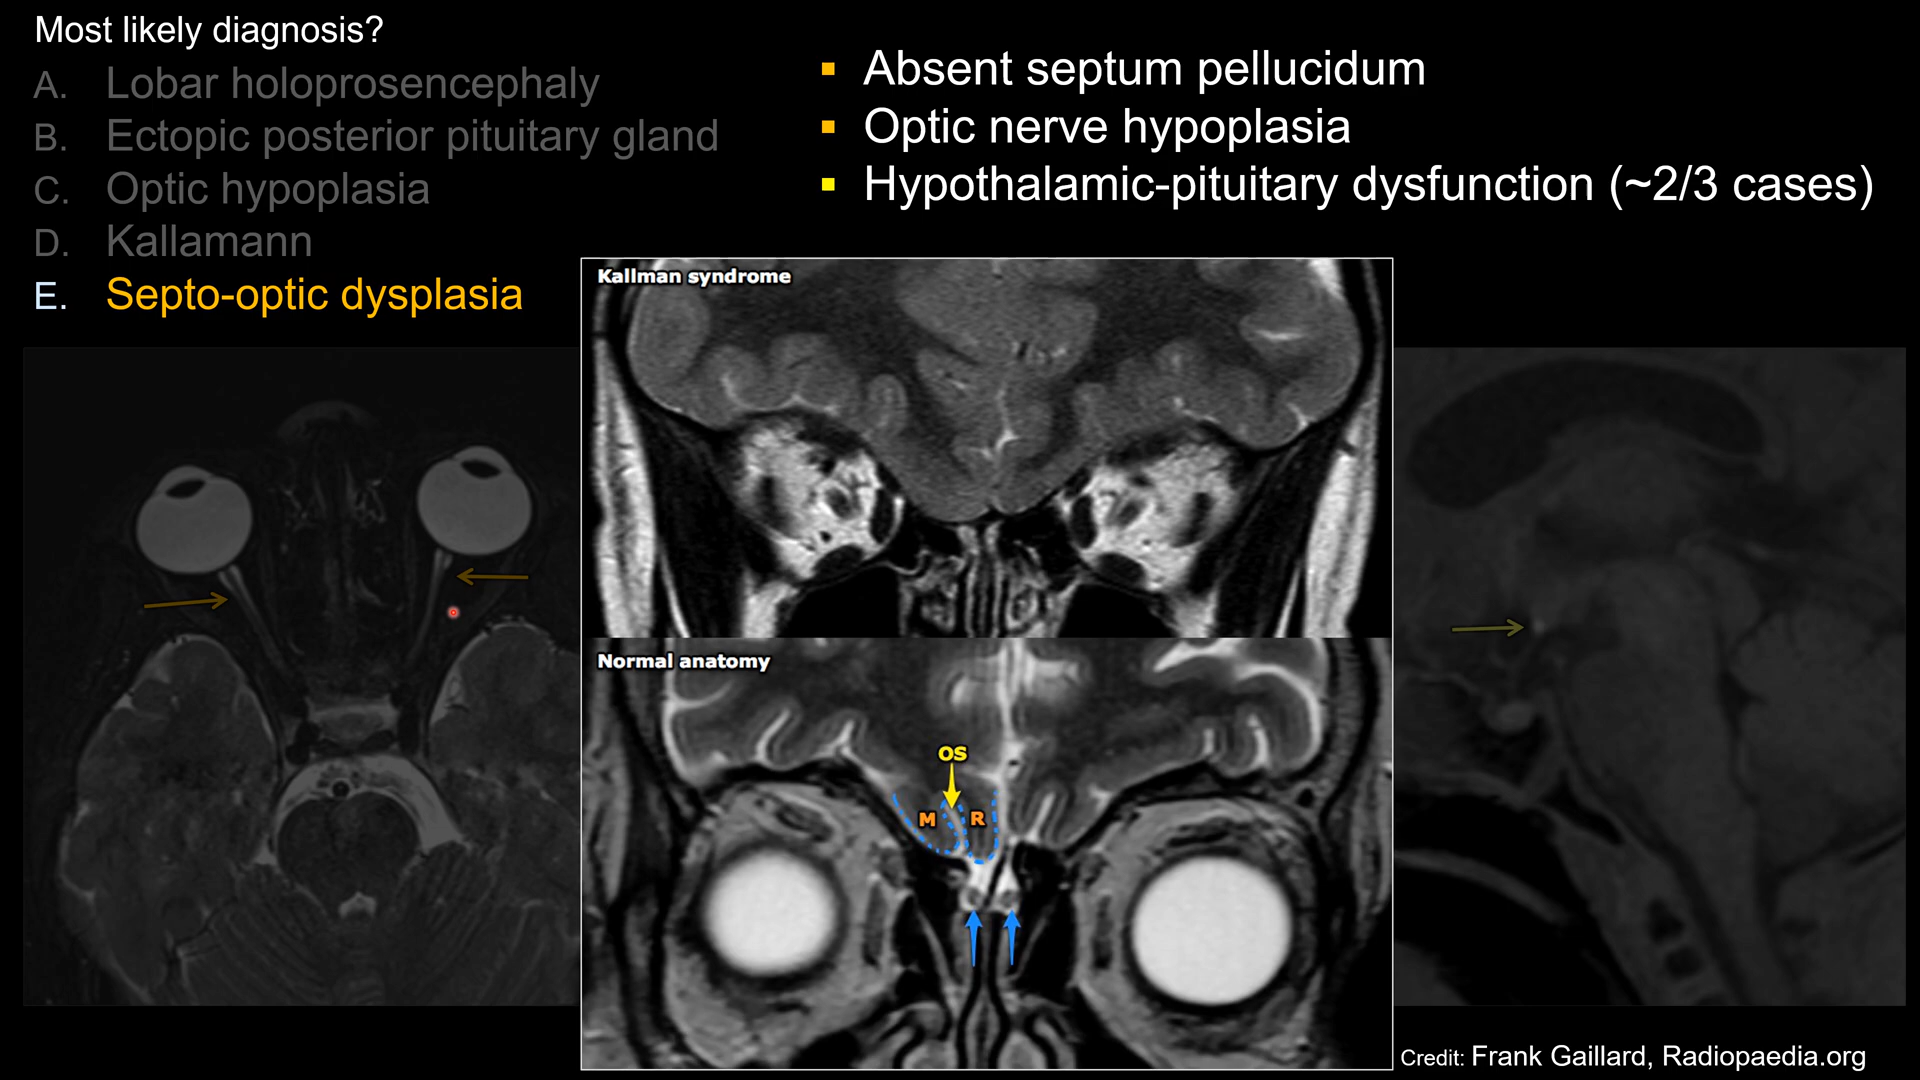 Most likely diagnosis?
A. Lobar holoprosencephaly
B. Ectopic posterior pituitary gland
C. Optic hypoplasia
D. Kallamann
E. Septo-optic dysplasia
▪ Absent septum pellucidum
▪ Optic nerve hypoplasia
▪ Hypothalamic-pituitary dysfunction (~2/3 cases)
Kallman syndrome
Normal anatomy
OS
M R
Credit: Frank Gaillard, Radiopaedia.org